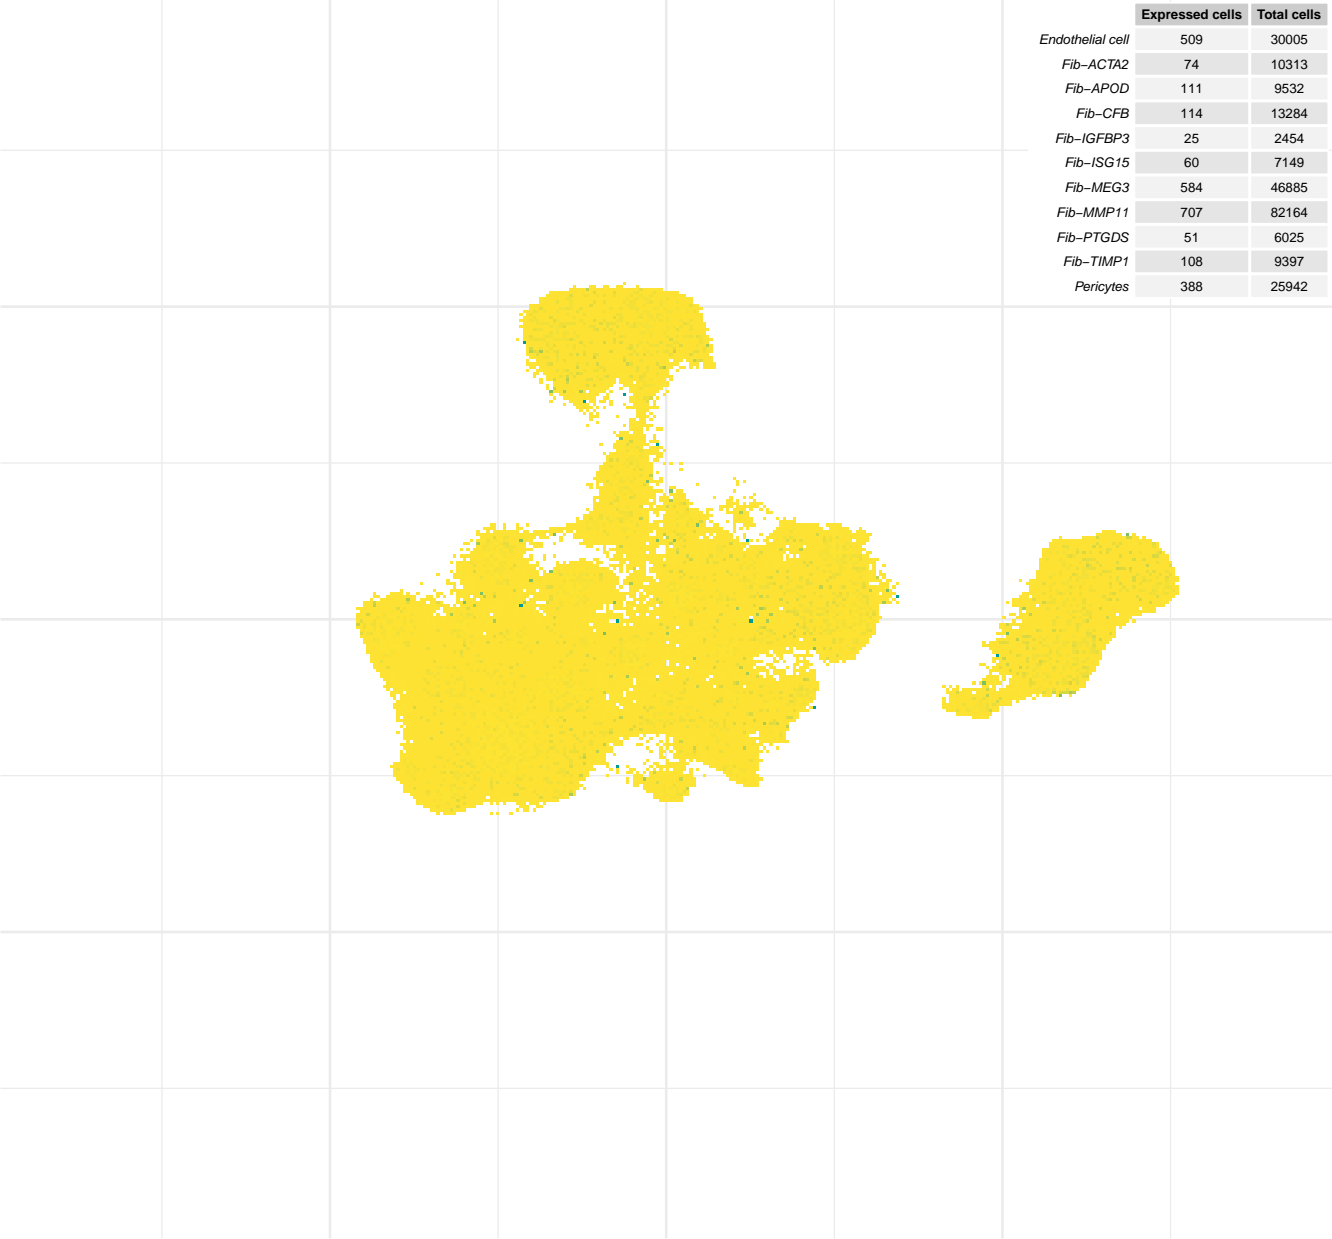 Expressed cells Total cells
Endothelial cell 509 30005
Fib−ACTA2 74 10313
Fib−APOD 111 9532
Fib−CFB 114 13284
Fib−IGFBP3 25 2454
Fib−ISG15 60 7149
Fib−MEG3 584 46885
Fib−MMP11 707 82164
Fib−PTGDS 51 6025
Fib−TIMP1 108 9397
Pericytes 388 25942